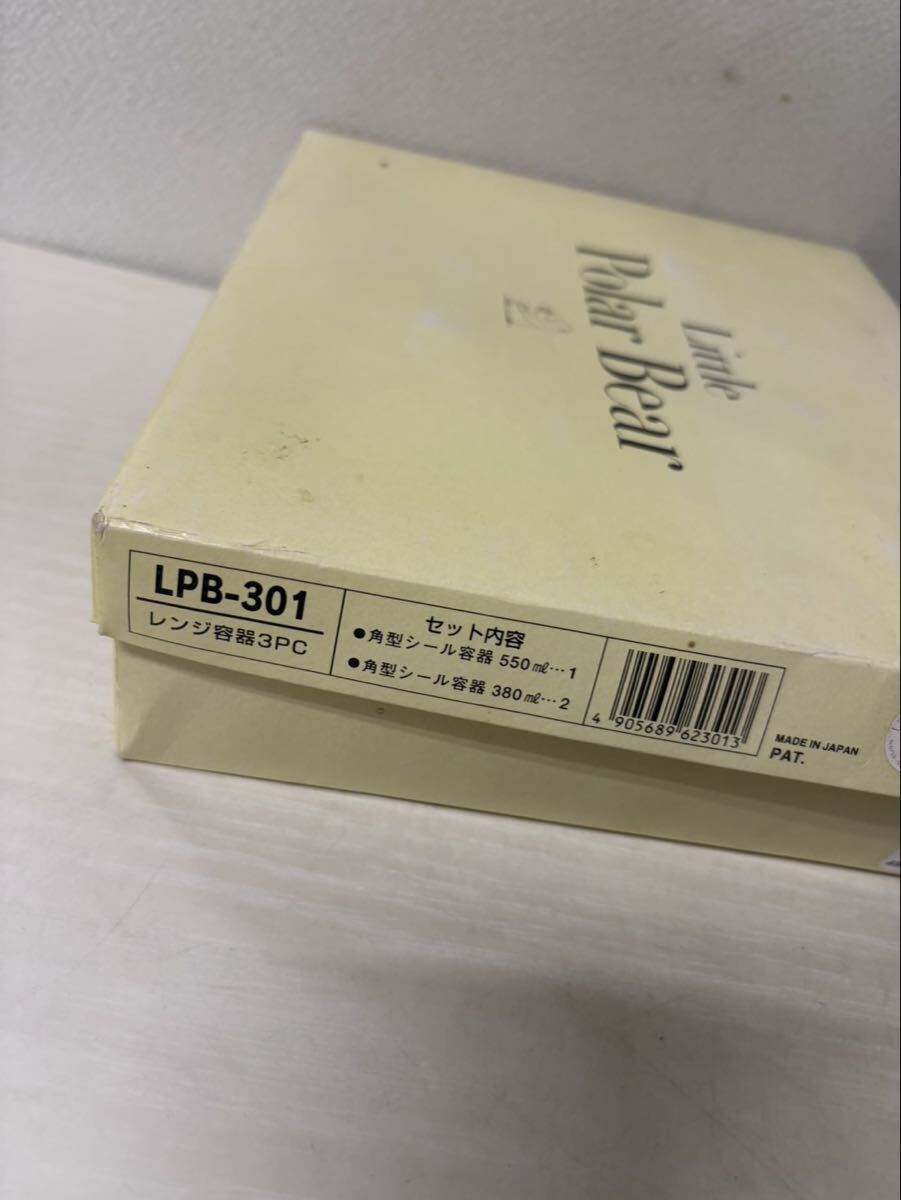 Little
Polar Bear
LPB-301
レンジ容器3PC
セット内容
●角型シール容器 550㎖…1
●角型シール容器 380㎖…2
4 905689 623013
MADE IN JAPAN
PAT.